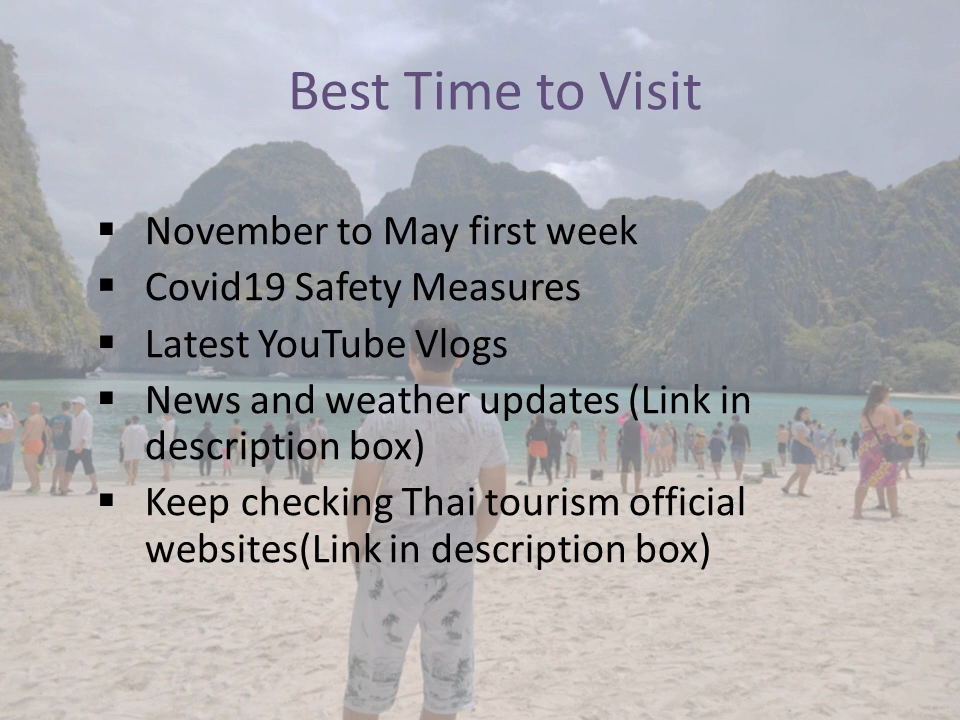 Best Time to Visit
▪ November to May first week
▪ Covid19 Safety Measures
▪ Latest YouTube Vlogs
▪ News and weather updates (Link in
description box)
▪ Keep checking Thai tourism official
websites(Link in description box)